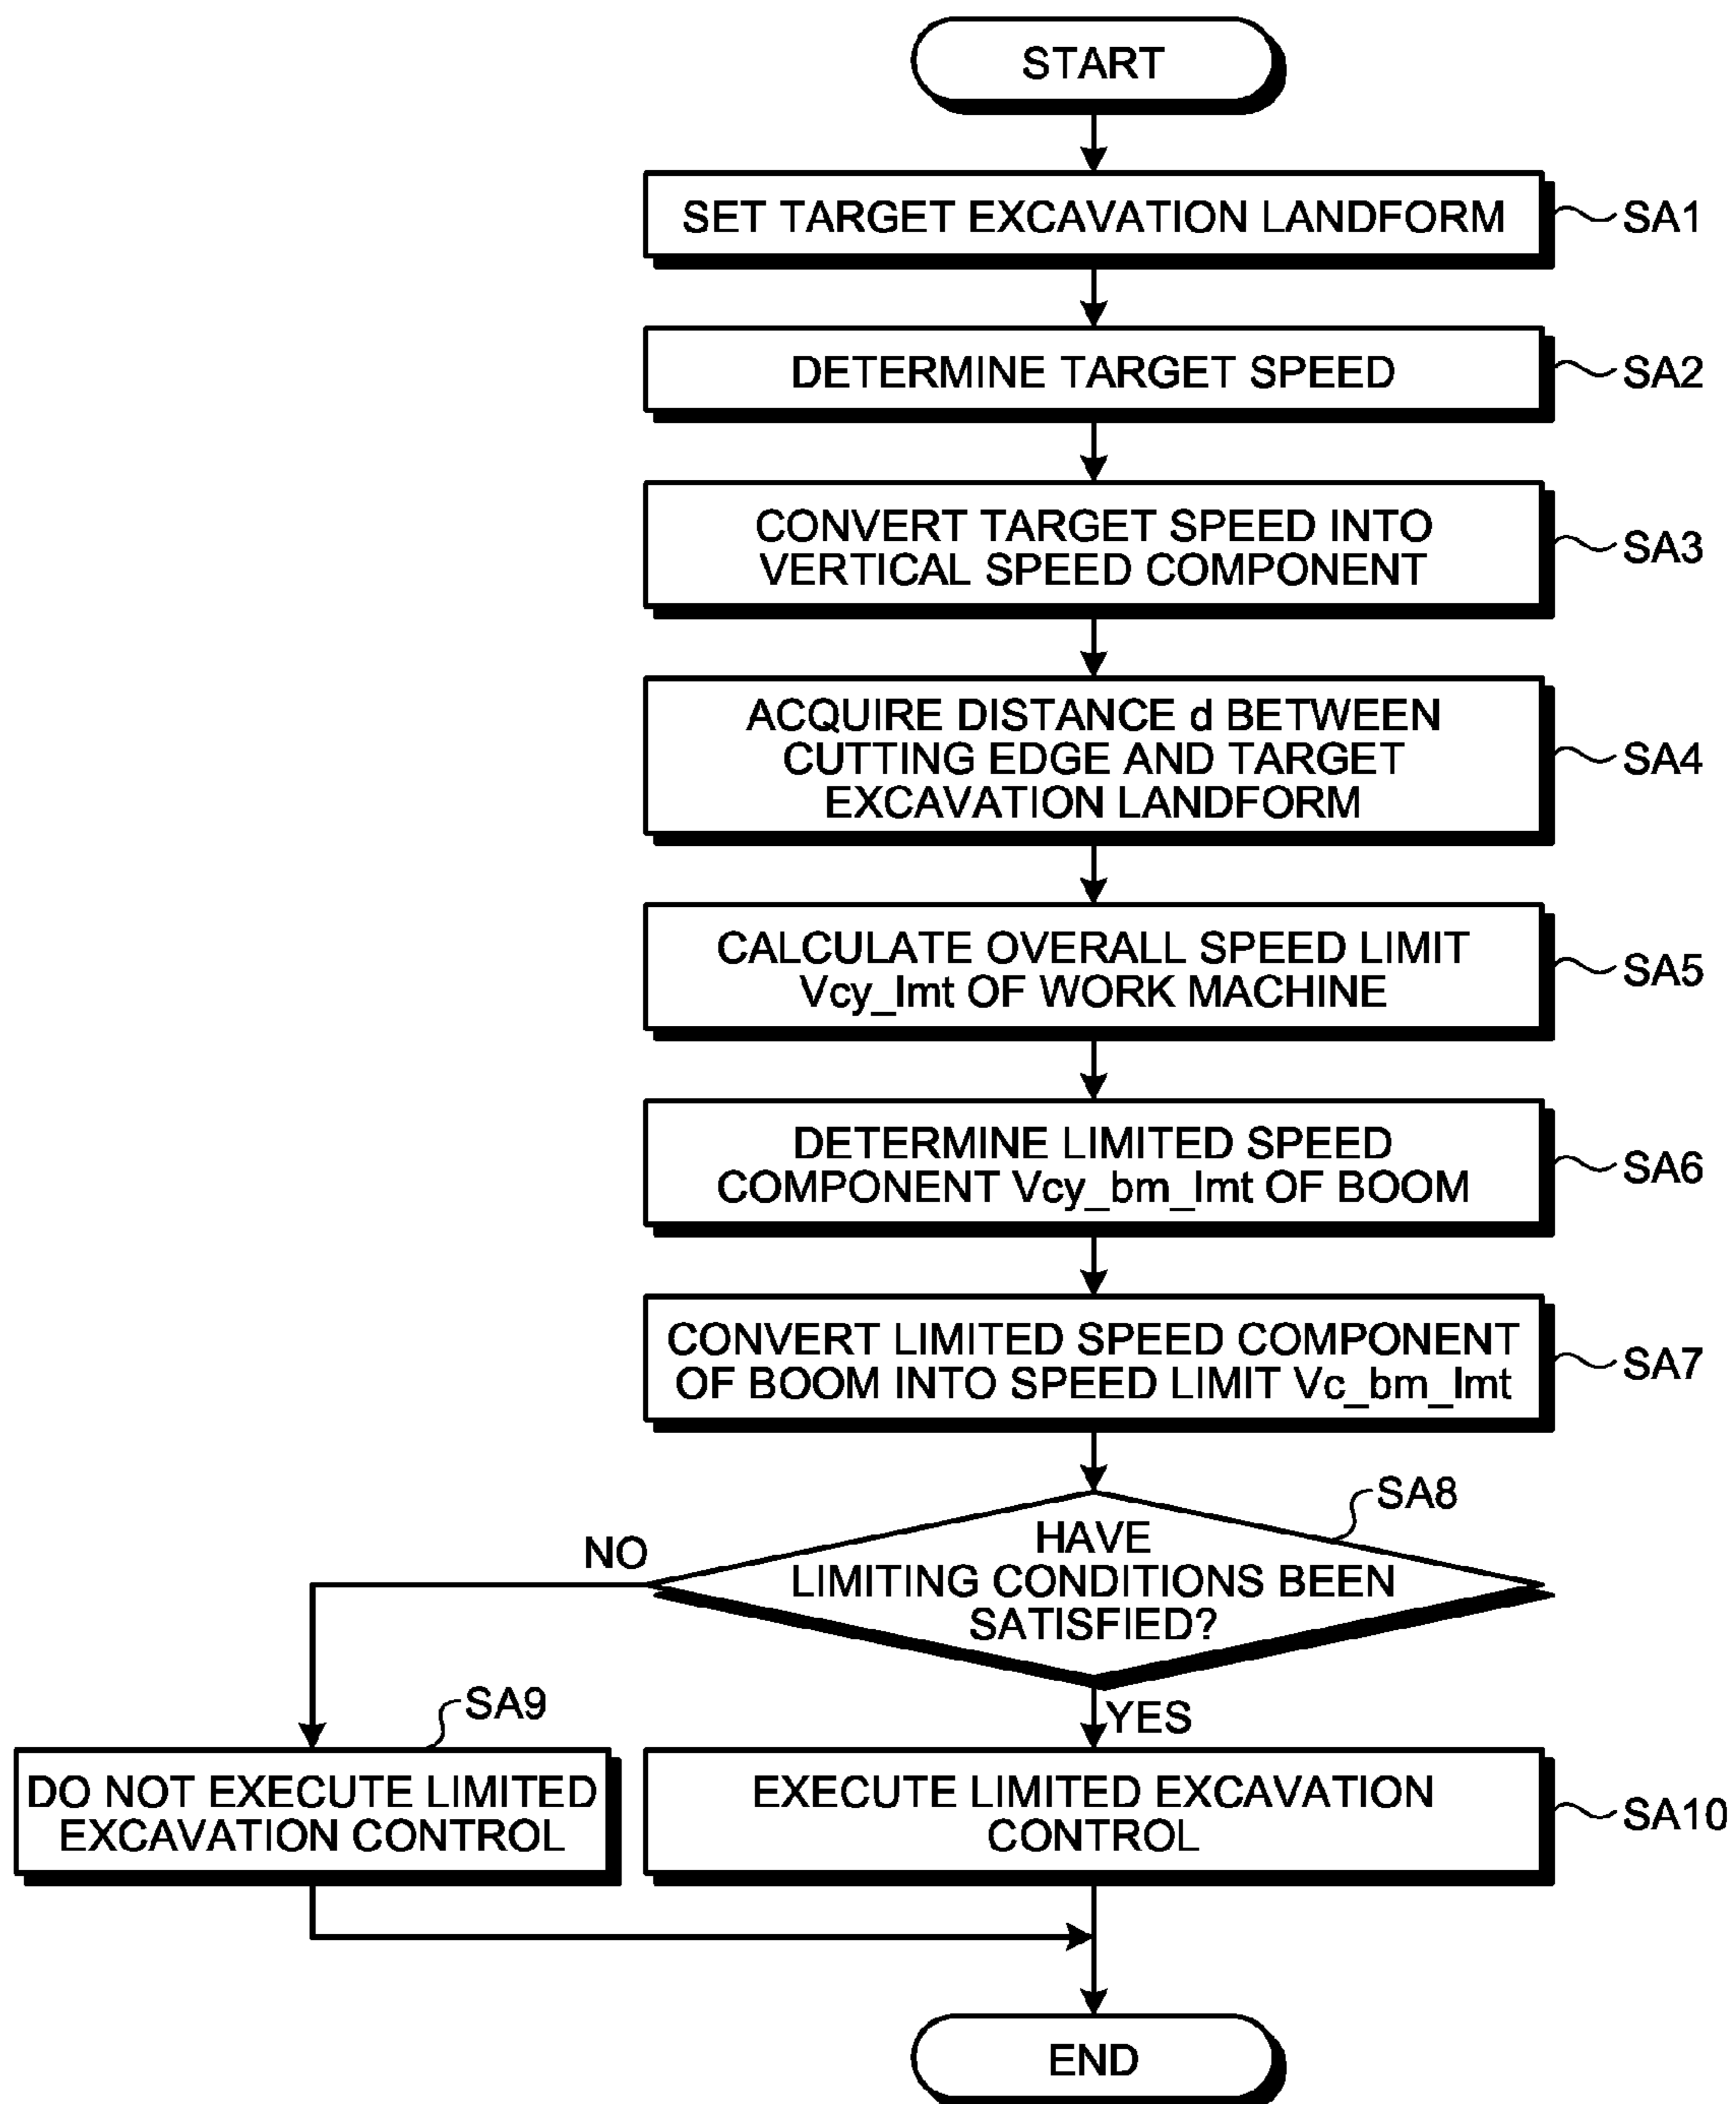 START
SET TARGET EXCAVATION LANDFORM
SA1
DETERMINE TARGET SPEED
SA2
CONVERT TARGET SPEED INTO
VERTICAL SPEED COMPONENT
SA3
ACQUIRE DISTANCE d BETWEEN
CUTTING EDGE AND TARGET
EXCAVATION LANDFORM
SA4
CALCULATE OVERALL SPEED LIMIT
Vcy_lmt OF WORK MACHINE
SA5
DETERMINE LIMITED SPEED
COMPONENT Vcy_bm_lmt OF BOOM
SA6
CONVERT LIMITED SPEED COMPONENT
OF BOOM INTO SPEED LIMIT Vc_bm_lmt
SA7
SA8
HAVE
LIMITING CONDITIONS BEEN
SATISFIED?
NO
YES
SA9
DO NOT EXECUTE LIMITED
EXCAVATION CONTROL
EXECUTE LIMITED EXCAVATION
CONTROL
SA10
END